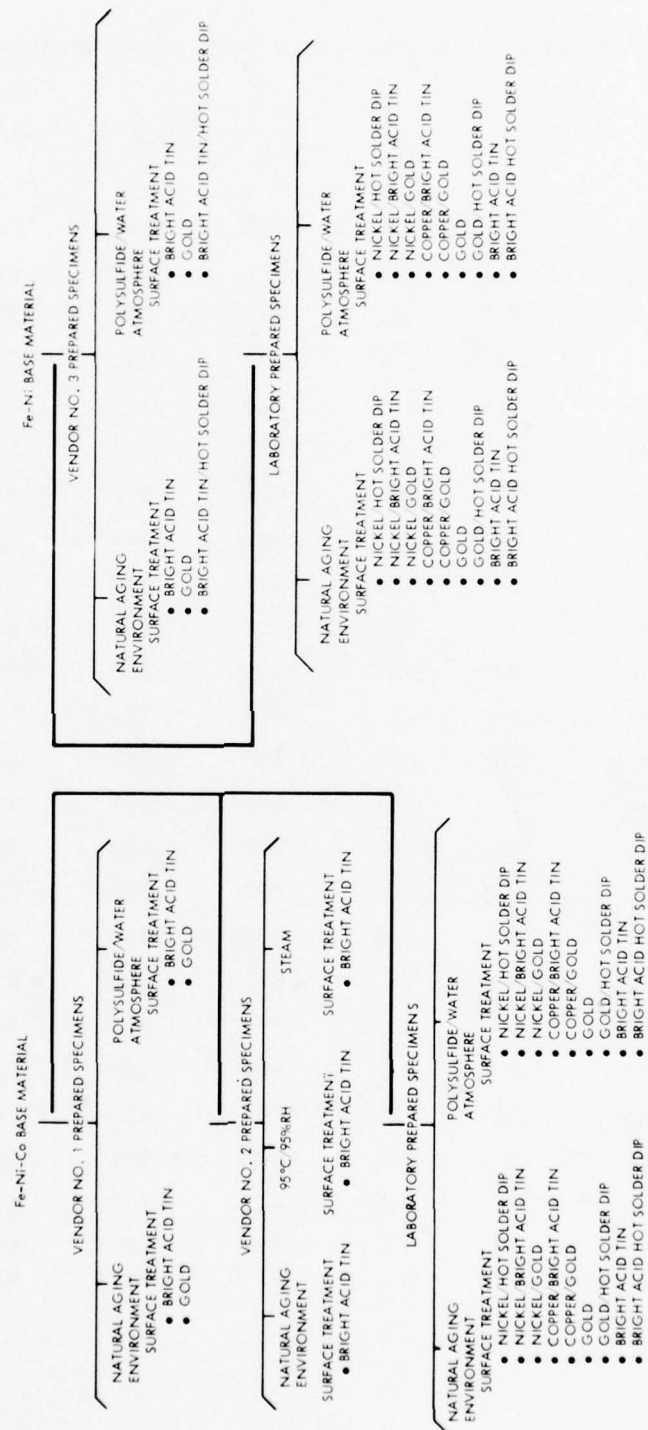 Fe-Ni-Co BASE MATERIAL
VENDOR NO. 1 PREPARED SPECIMENS
NATURAL AGING
ENVIRONMENT
SURFACE TREATMENT
• BRIGHT ACID TIN
• GOLD
POLYSULFIDE/WATER
ATMOSPHERE
SURFACE TREATMENT
• BRIGHT ACID TIN
• GOLD
VENDOR NO. 2 PREPARED SPECIMENS
NATURAL AGING
ENVIRONMENT
SURFACE TREATMENT
• BRIGHT ACID TIN
95°C/95%RH
SURFACE TREATMENT
• BRIGHT ACID TIN
STEAM
SURFACE TREATMENT
• BRIGHT ACID TIN
LABORATORY PREPARED SPECIMENS
NATURAL AGING
ENVIRONMENT
SURFACE TREATMENT
• NICKEL/HOT SOLDER DIP
• NICKEL/BRIGHT ACID TIN
• NICKEL/GOLD
• COPPER/BRIGHT ACID TIN
• COPPER/GOLD
• GOLD
• GOLD/HOT SOLDER DIP
• BRIGHT ACID TIN
• BRIGHT ACID HOT SOLDER DIP
POLYSULFIDE/WATER
ATMOSPHERE
SURFACE TREATMENT
• NICKEL/HOT SOLDER DIP
• NICKEL/BRIGHT ACID TIN
• NICKEL/GOLD
• COPPER/BRIGHT ACID TIN
• COPPER/GOLD
• GOLD
• GOLD/HOT SOLDER DIP
• BRIGHT ACID TIN
• BRIGHT ACID HOT SOLDER DIP
Fe-Ni BASE MATERIAL
VENDOR NO. 3 PREPARED SPECIMENS
NATURAL AGING
ENVIRONMENT
SURFACE TREATMENT
• BRIGHT ACID TIN
• GOLD
• BRIGHT ACID TIN/HOT SOLDER DIP
POLYSULFIDE/WATER
ATMOSPHERE
SURFACE TREATMENT
• BRIGHT ACID TIN
• GOLD
• BRIGHT ACID TIN/HOT SOLDER DIP
LABORATORY PREPARED SPECIMENS
NATURAL AGING
ENVIRONMENT
SURFACE TREATMENT
• NICKEL/HOT SOLDER DIP
• NICKEL/BRIGHT ACID TIN
• NICKEL/GOLD
• COPPER/BRIGHT ACID TIN
• COPPER/GOLD
• GOLD
• GOLD/HOT SOLDER DIP
• BRIGHT ACID TIN
• BRIGHT ACID HOT SOLDER DIP
POLYSULFIDE/WATER
ATMOSPHERE
SURFACE TREATMENT
• NICKEL/HOT SOLDER DIP
• NICKEL/BRIGHT ACID TIN
• NICKEL GOLD
• COPPER/BRIGHT ACID TIN
• COPPER/GOLD
• GOLD
• GOLD/HOT SOLDER DIP
• BRIGHT ACID TIN
• BRIGHT ACID HOT SOLDER DIP